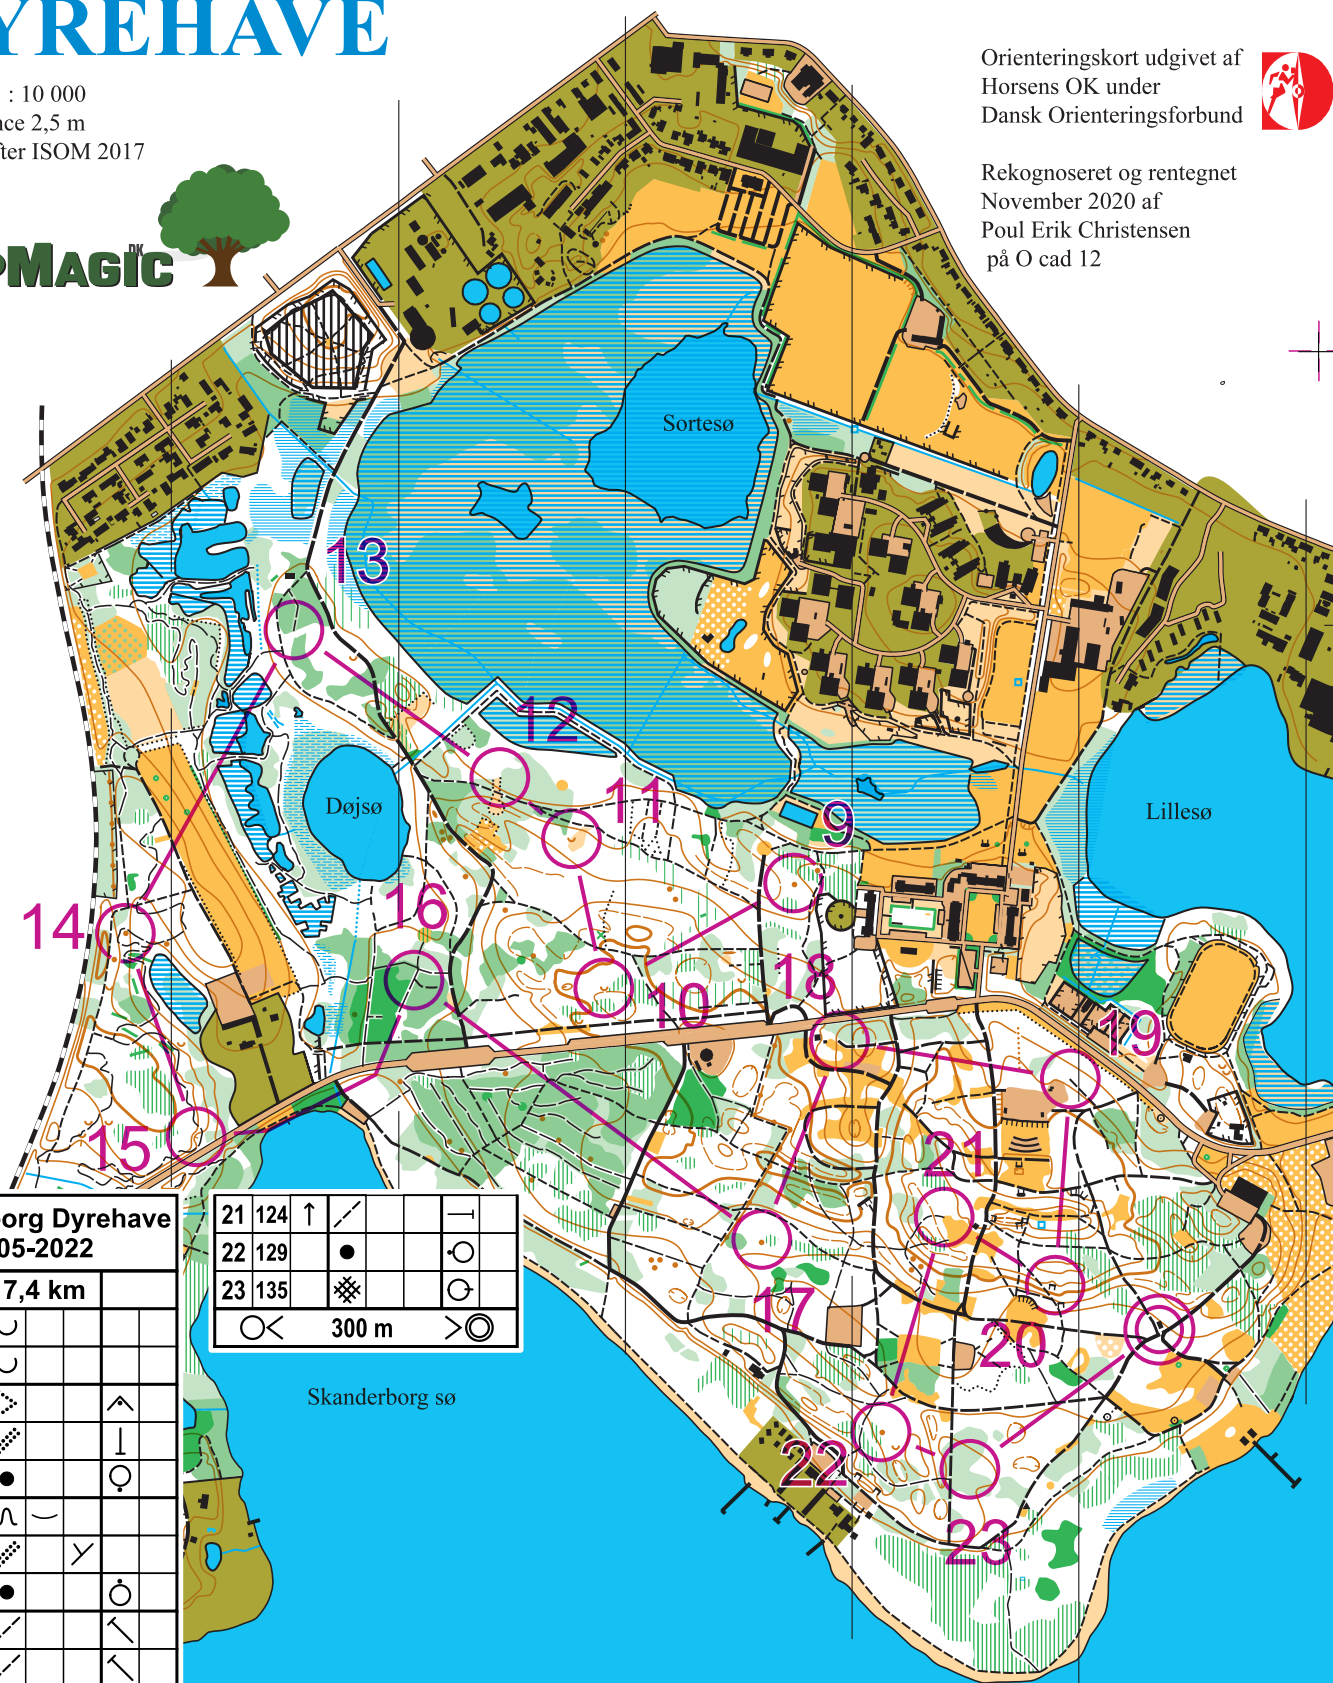 YREHAVE
: 10 000
nce 2,5 m
fter ISOM 2017
PMAGIC
DK
Orienteringskort udgivet af
Horsens OK under
Dansk Orienteringsforbund
Rekognoseret og rentegnet
November 2020 af
Poul Erik Christensen
på O cad 12
Sortesø
13
12
11
9
Døjsø
Lillesø
16
14
18
10
19
15
21
17
20
22
23
Skanderborg sø
org Dyrehave
05-2022
7,4 km
21 124
22 129
23 135
300 m